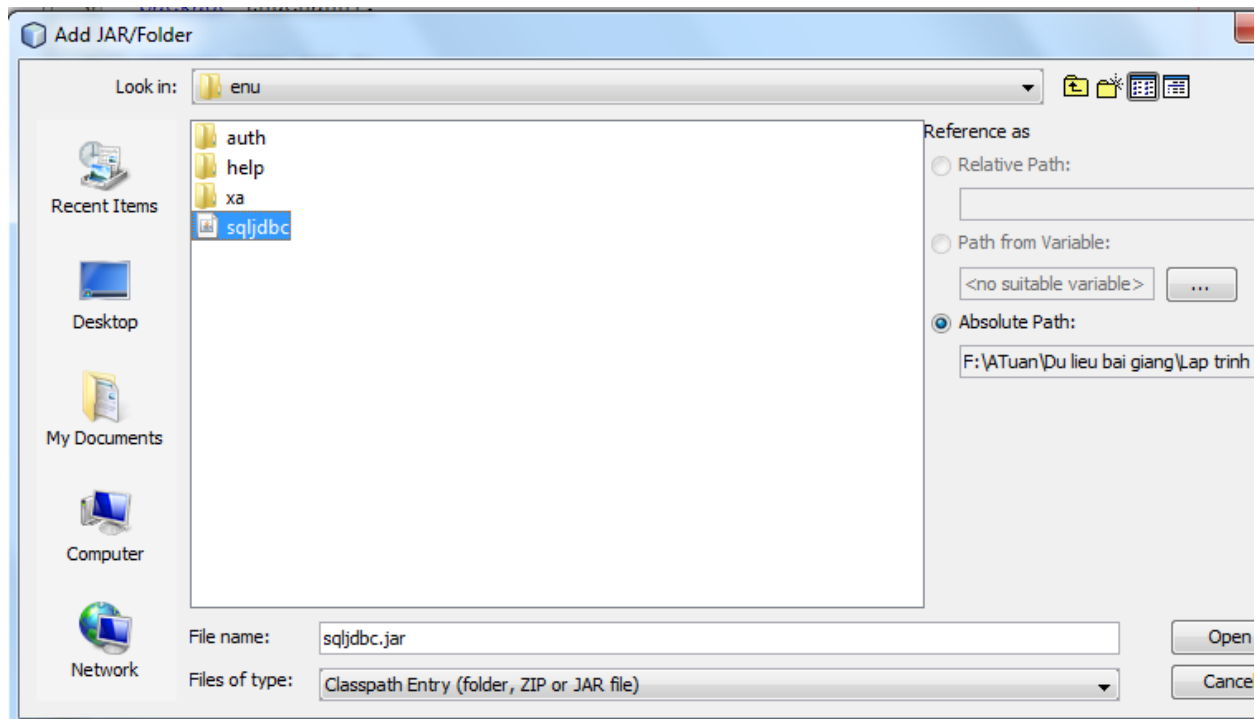 Add JAR/Folder
Look in:
enu
Recent Items
Desktop
My Documents
Computer
Network
auth
help
xa
sqljdbc
Reference as
Relative Path:
Path from Variable:
<no suitable variable>
...
Absolute Path:
F:\ATuan\Du lieu bai giang\Lap trinh
File name:
sqljdbc.jar
Open
Files of type:
Classpath Entry (folder, ZIP or JAR file)
Cancel